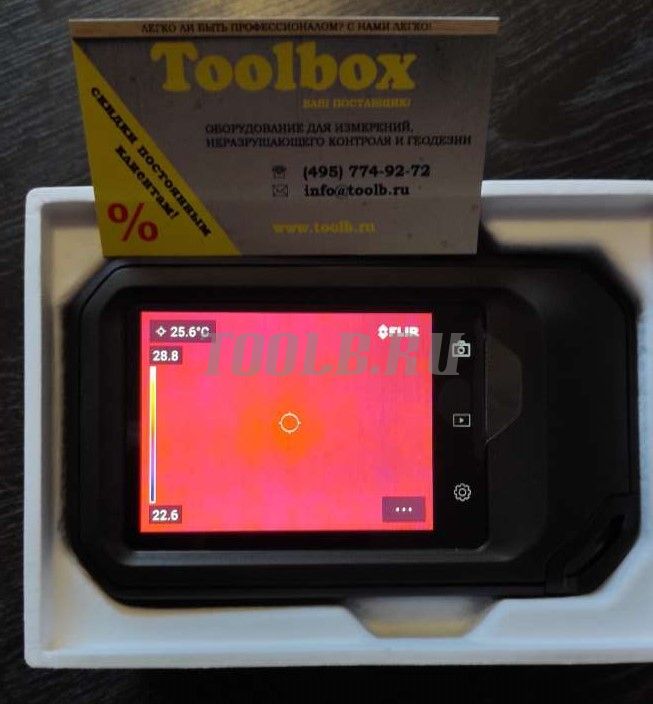 ЛЕГКО ЛИ БЫТЬ ПРОФЕССИОНАЛОМ? С НАМИ ЛЕГКО!
Toolbox
ВАШ ПОСТАВЩИК!
ОБОРУДОВАНИЕ ДЛЯ ИЗМЕРЕНИЙ,
НЕРАЗРУШАЮЩЕГО КОНТРОЛЯ И ГЕОДЕЗИИ
(495) 774-92-72
info@toolb.ru
www.toolb.ru
СКИДКИ ПОСТОЯННЫМ
КЛИЕНТАМ!
%
25.6°C
FLIR
28.8
TOOLB.RU
22.6